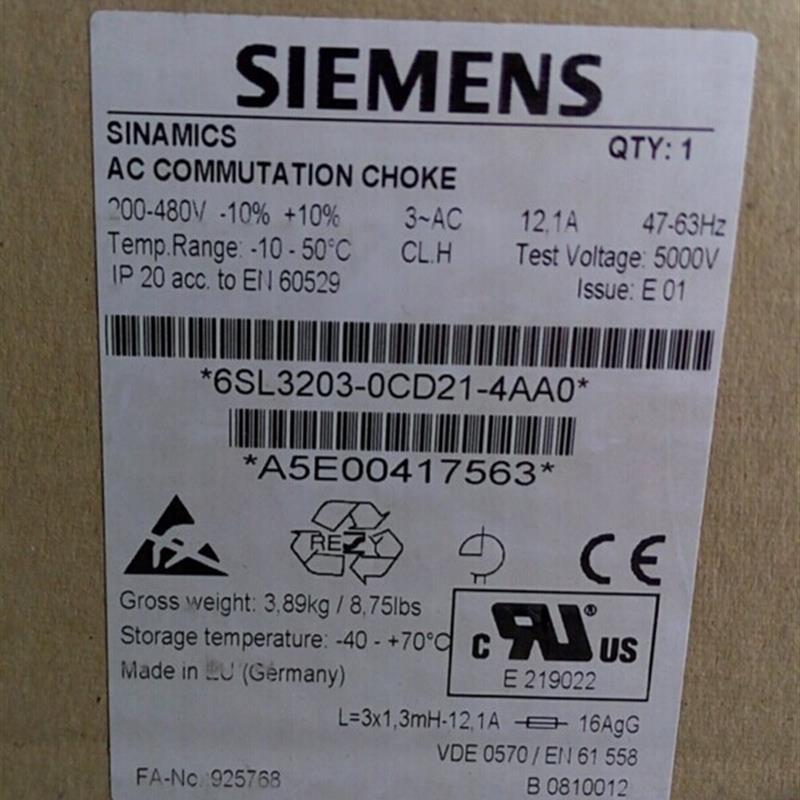 SIEMENS
SINAMICS
QTY: 1
AC COMMUTATION CHOKE
200-480V -10% +10% 3~AC 12,1A 47-63Hz
Temp.Range: -10 - 50°C CL.H Test Voltage: 5000V
IP 20 acc. to EN 60529 Issue: E 01
*6SL3203-0CD21-4AA0*
*A5E00417563*
REZY
CE
Gross weight: 3,89kg / 8,75lbs
Storage temperature: -40 - +70°C
Made in EU (Germany)
c RU ® US
E 219022
L=3x1,3mH-12,1A 16AgG
VDE 0570 / EN 61 558
FA-No. 925768 B 0810012